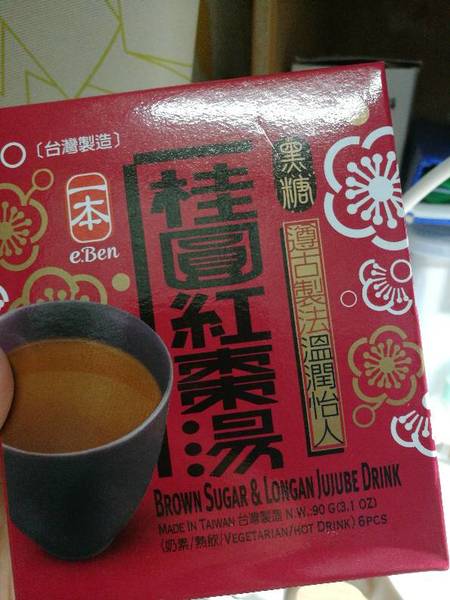 〔台灣製造〕
一本
e.Ben
黑糖
桂圓紅棗湯
遵古製法溫潤怡人
BROWN SUGAR & LONGAN JUJUBE DRINK
MADE IN TAIWAN 台灣製造 N.W.:90 G(3.1 OZ)
(奶素/熱飲/VEGETARIAN/HOT DRINK) 6PCS